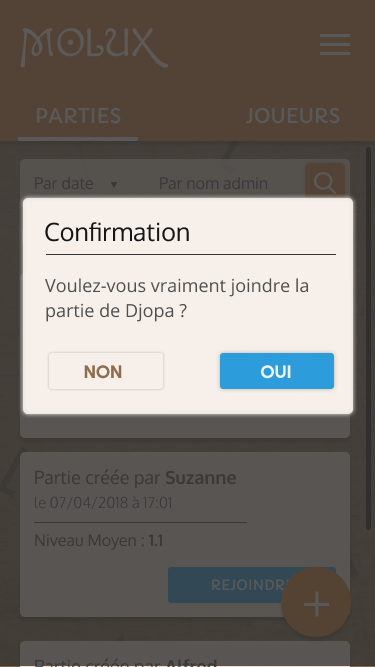 MOLUX
PARTIES
JOUEURS
Par date
Par nom admin
Confirmation
Voulez-vous vraiment joindre la
partie de Djopa ?
NON
OUI
Partie créée par Suzanne
le 07/04/2018 à 17:01
Niveau Moyen : 1.1
REJOINDRE
+
Partie créée par Alfred